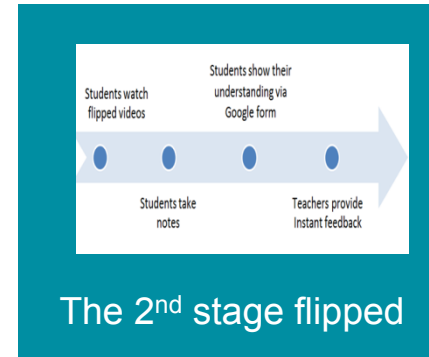 Students watch
flipped videos
Students take
notes
Students show their
understanding via
Google form
Teachers provide
Instant feedback
The 2nd stage flipped